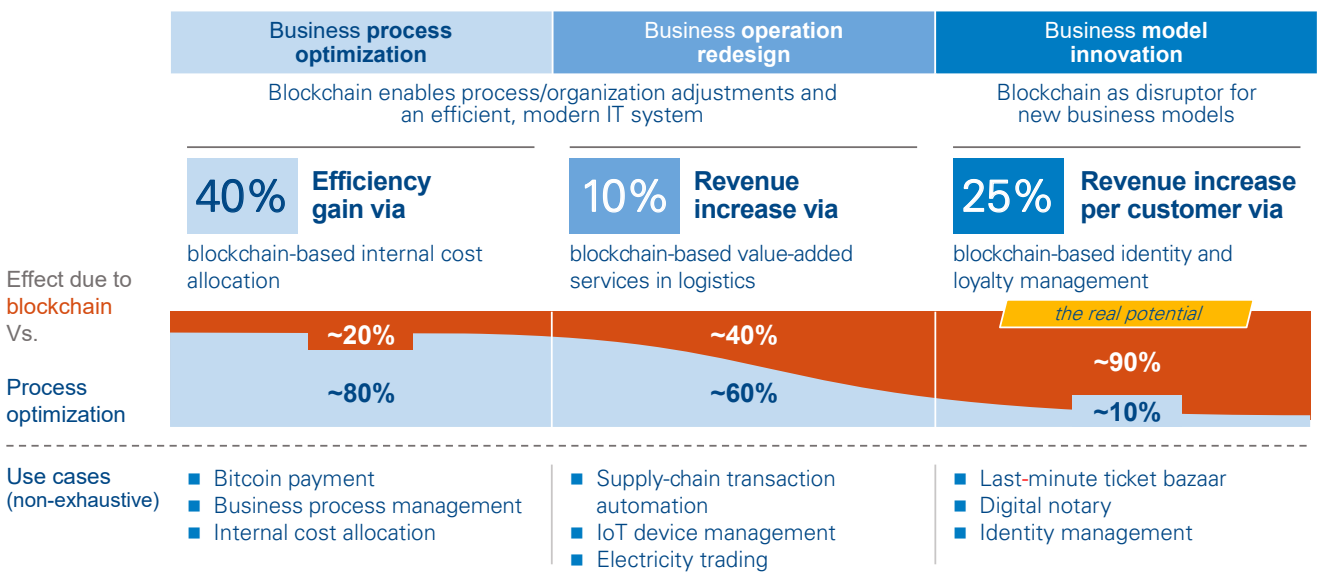 Business process
optimization
Business operation
redesign
Business model
innovation
Blockchain enables process/organization adjustments and
an efficient, modern IT system
Blockchain as disruptor for
new business models
40%
Efficiency
gain via
blockchain-based internal cost
allocation
10%
Revenue
increase via
blockchain-based value-added
services in logistics
25%
Revenue increase
per customer via
blockchain-based identity and
loyalty management
Effect due to
blockchain
Vs.
Process
optimization
the real potential
~20%
~40%
~90%
~80%
~60%
~10%
Use cases
(non-exhaustive)
Bitcoin payment
Business process management
Internal cost allocation
Supply-chain transaction
automation
IoT device management
Electricity trading
Last-minute ticket bazaar
Digital notary
Identity management